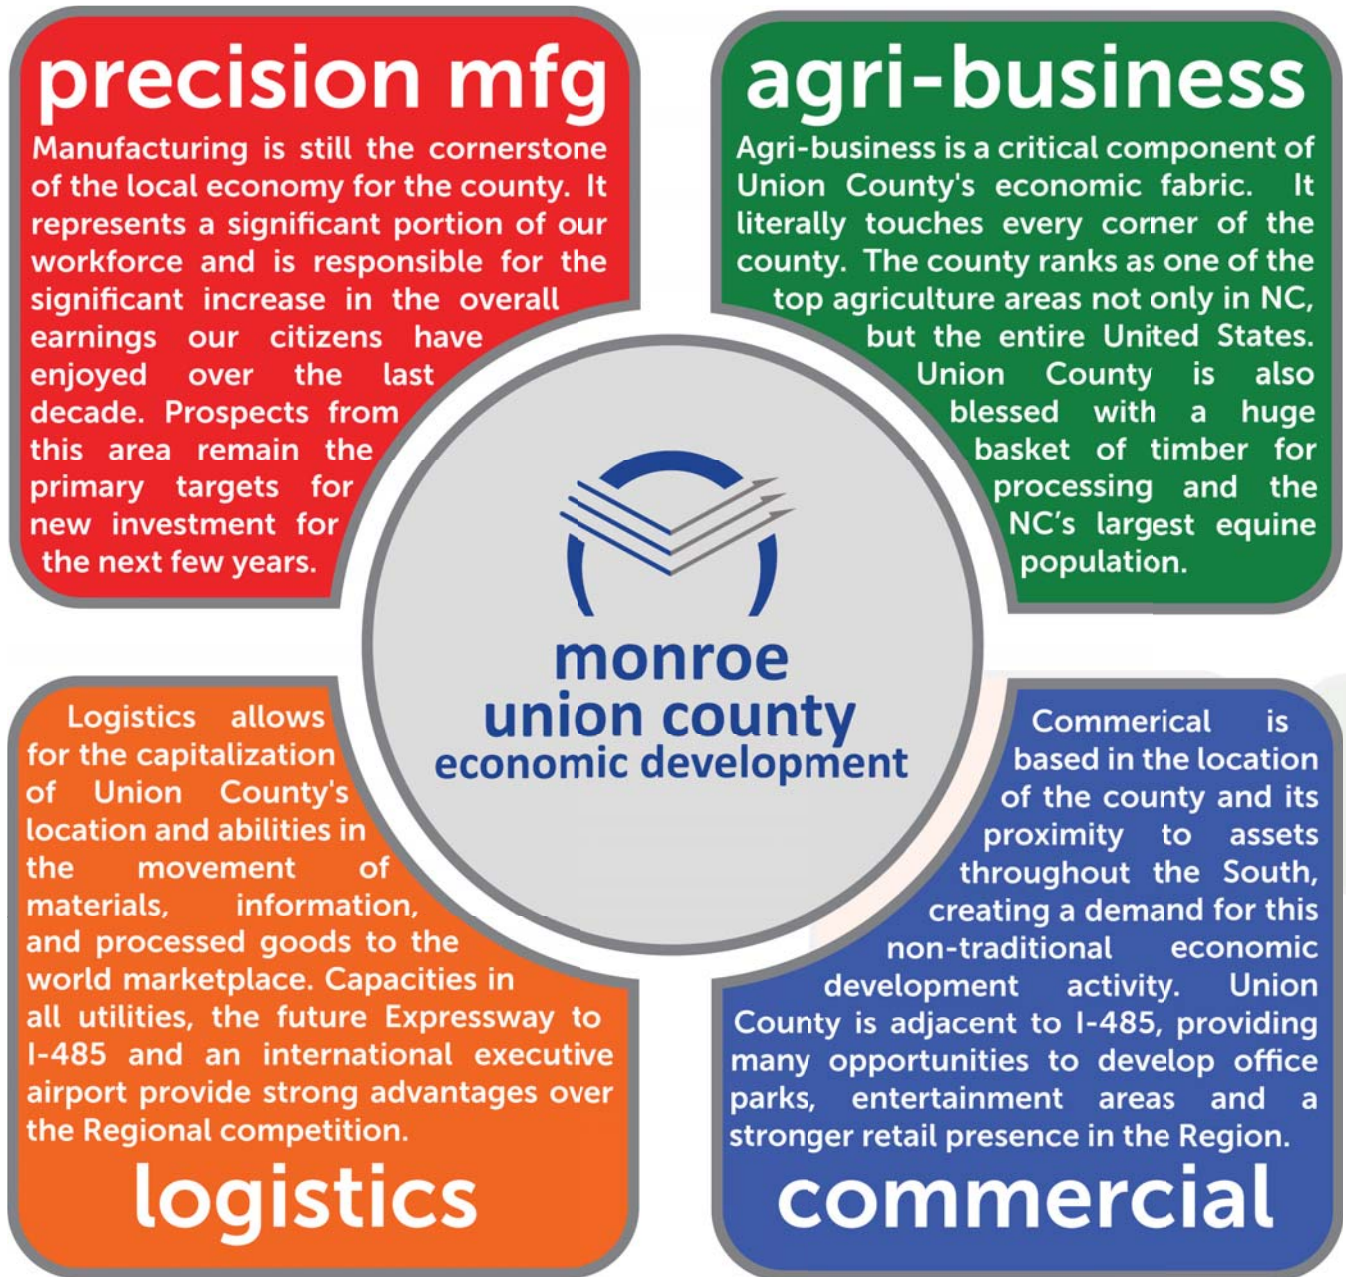 precision mfg
Manufacturing is still the cornerstone
of the local economy for the county. It
represents a significant portion of our
workforce and is responsible for the
significant increase in the overall
earnings our citizens have
enjoyed over the last
decade. Prospects from
this area remain the
primary targets for
new investment for
the next few years.
agri-business
Agri-business is a critical component of
Union County's economic fabric. It
literally touches every corner of the
county. The county ranks as one of the
top agriculture areas not only in NC,
but the entire United States.
Union County is also
blessed with a huge
basket of timber for
processing and the
NC’s largest equine
population.
monroe
union county
economic development
Logistics allows
for the capitalization
of Union County's
location and abilities in
the movement of
materials, information,
and processed goods to the
world marketplace. Capacities in
all utilities, the future Expressway to
I-485 and an international executive
airport provide strong advantages over
the Regional competition.
logistics
Commerical is
based in the location
of the county and its
proximity to assets
throughout the South,
creating a demand for this
non-traditional economic
development activity. Union
County is adjacent to I-485, providing
many opportunities to develop office
parks, entertainment areas and a
stronger retail presence in the Region.
commercial